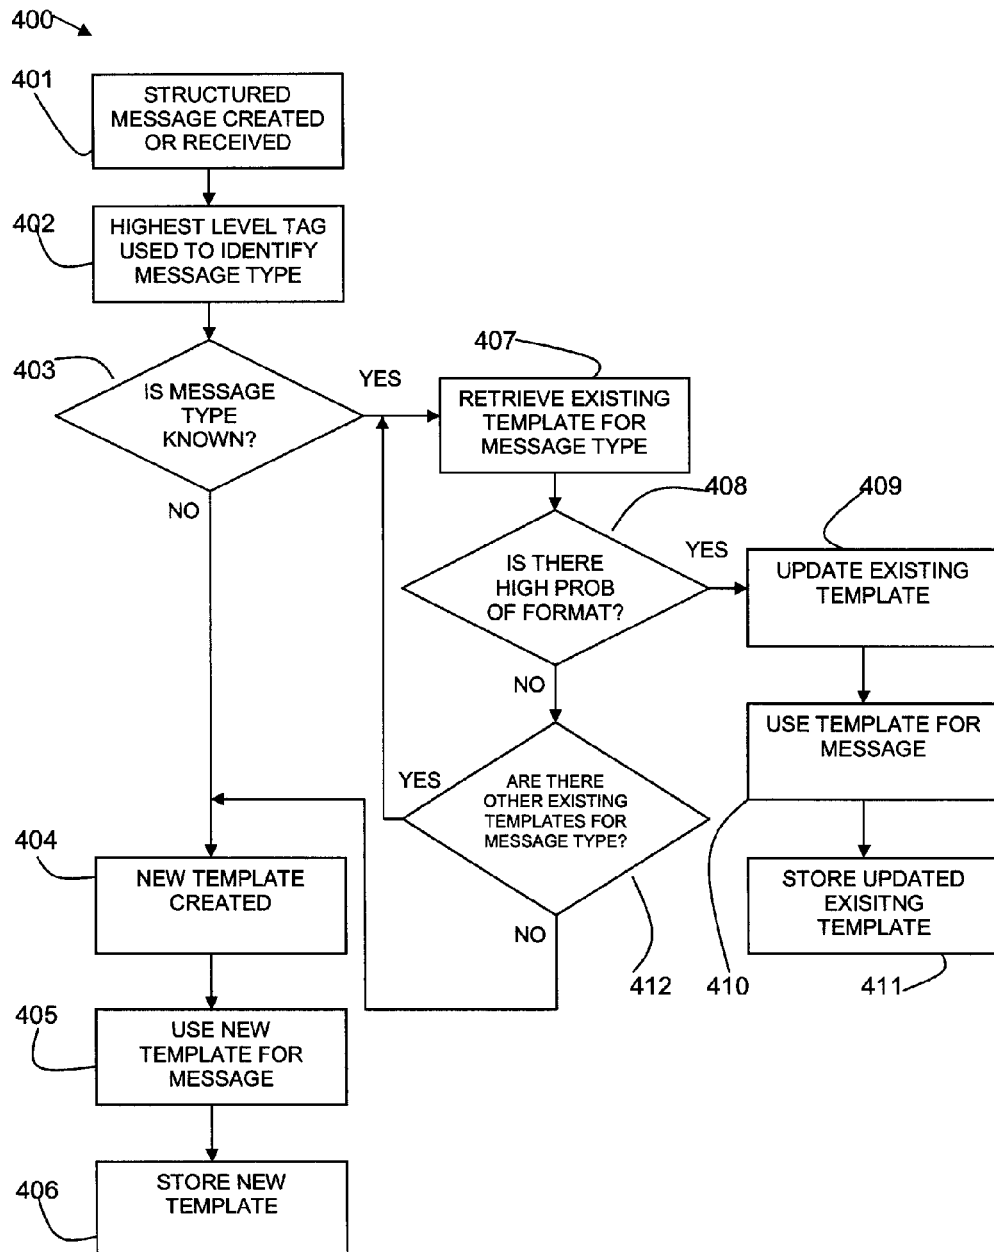 400
401
STRUCTURED
MESSAGE CREATED
OR RECEIVED
402
HIGHEST LEVEL TAG
USED TO IDENTIFY
MESSAGE TYPE
403
IS MESSAGE
TYPE
KNOWN?
YES
NO
407
RETRIEVE EXISTING
TEMPLATE FOR
MESSAGE TYPE
408
IS THERE
HIGH PROB
OF FORMAT?
YES
NO
409
UPDATE EXISTING
TEMPLATE
410
USE TEMPLATE FOR
MESSAGE
411
STORE UPDATED
EXISITNG
TEMPLATE
412
ARE THERE
OTHER EXISTING
TEMPLATES FOR
MESSAGE TYPE?
YES
NO
404
NEW TEMPLATE
CREATED
405
USE NEW
TEMPLATE FOR
MESSAGE
406
STORE NEW
TEMPLATE